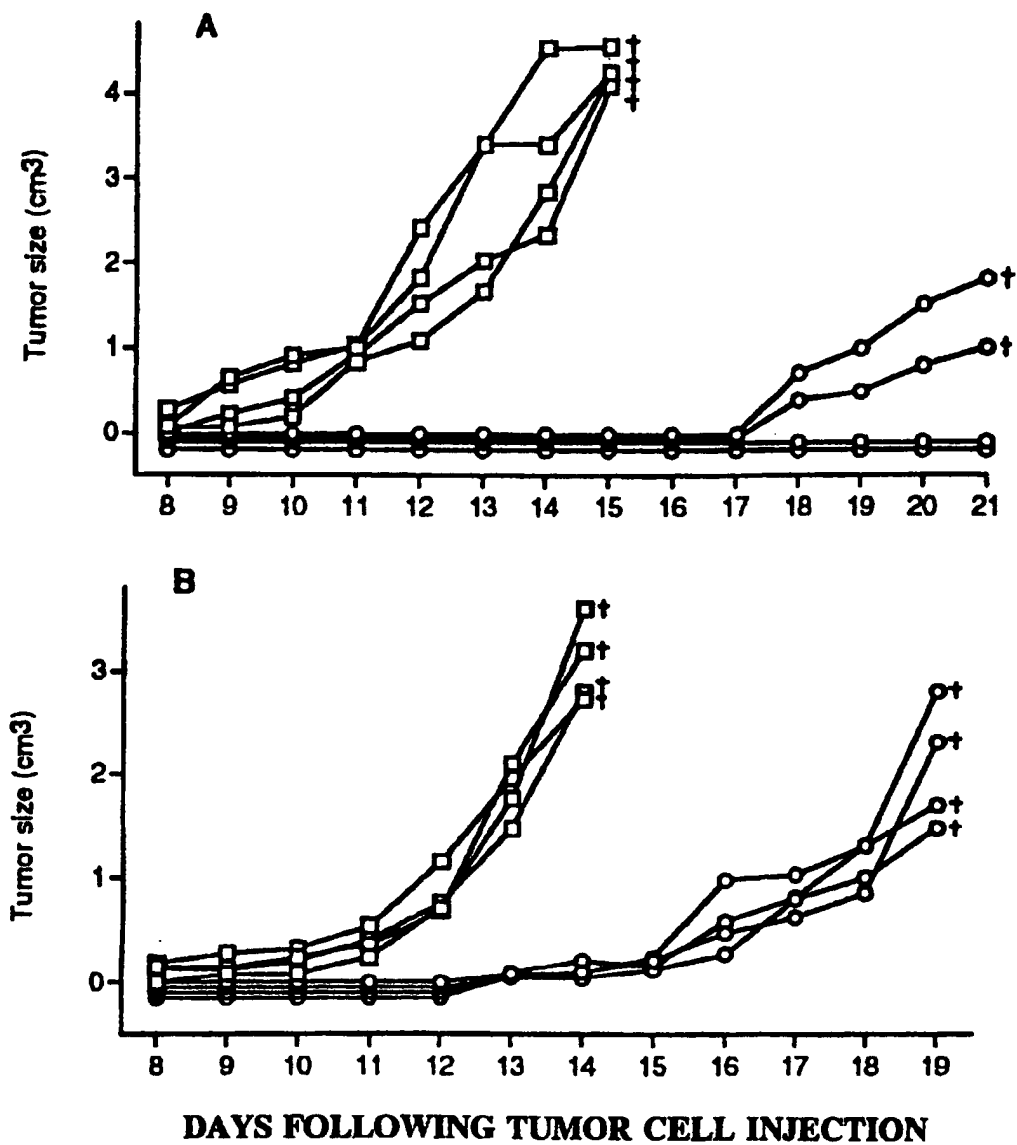 A
Tumor size (cm3)
4
3
2
1
0
† † † †
† †
8 9 10 11 12 13 14 15 16 17 18 19 20 21
B
Tumor size (cm3)
3
2
1
0
† † † †
† † † †
8 9 10 11 12 13 14 15 16 17 18 19
DAYS FOLLOWING TUMOR CELL INJECTION